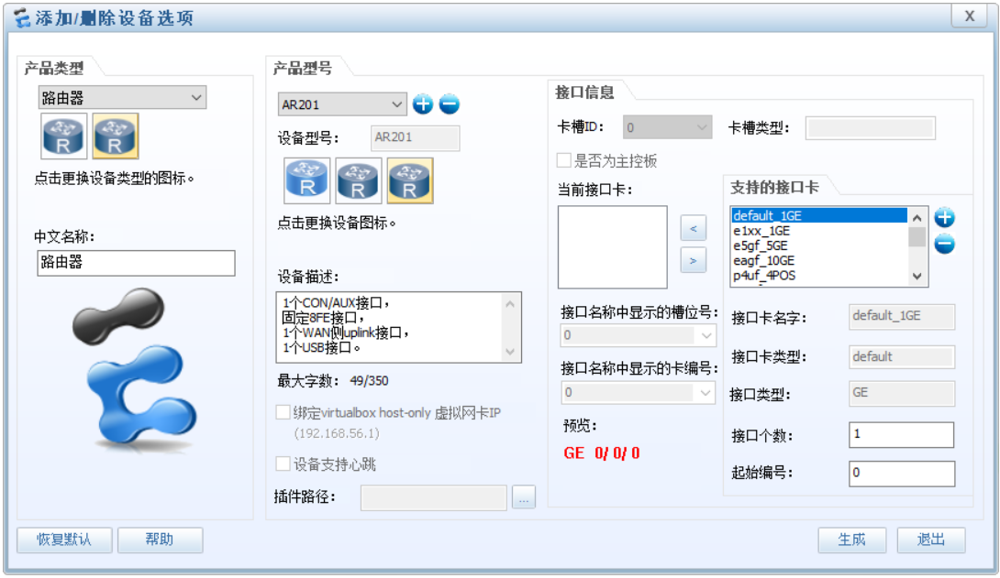 添加/删除设备选项
X
产品类型
路由器
R R
点击更换设备类型的图标。
中文名称:
路由器
产品型号
AR201
设备型号:
AR201
R R R
点击更换设备图标。
设备描述:
1个CON/AUX接口,
固定8FE接口,
1个WAN侧uplink接口,
1个USB接口。
最大字数: 49/350
绑定virtualbox host-only 虚拟网卡IP
(192.168.56.1)
设备支持心跳
插件路径:
...
接口信息
卡槽ID:
0
卡槽类型:
是否为主控板
当前接口卡:
<
>
接口名称中显示的槽位号:
0
接口名称中显示的卡编号:
0
预览:
GE 0/ 0/ 0
支持的接口卡
default_1GE
e1xx_1GE
e5gf_5GE
eagf_10GE
p4uf_4POS
接口卡名字:
default_1GE
接口卡类型:
default
接口类型:
GE
接口个数:
1
起始编号:
0
恢复默认
帮助
生成
退出